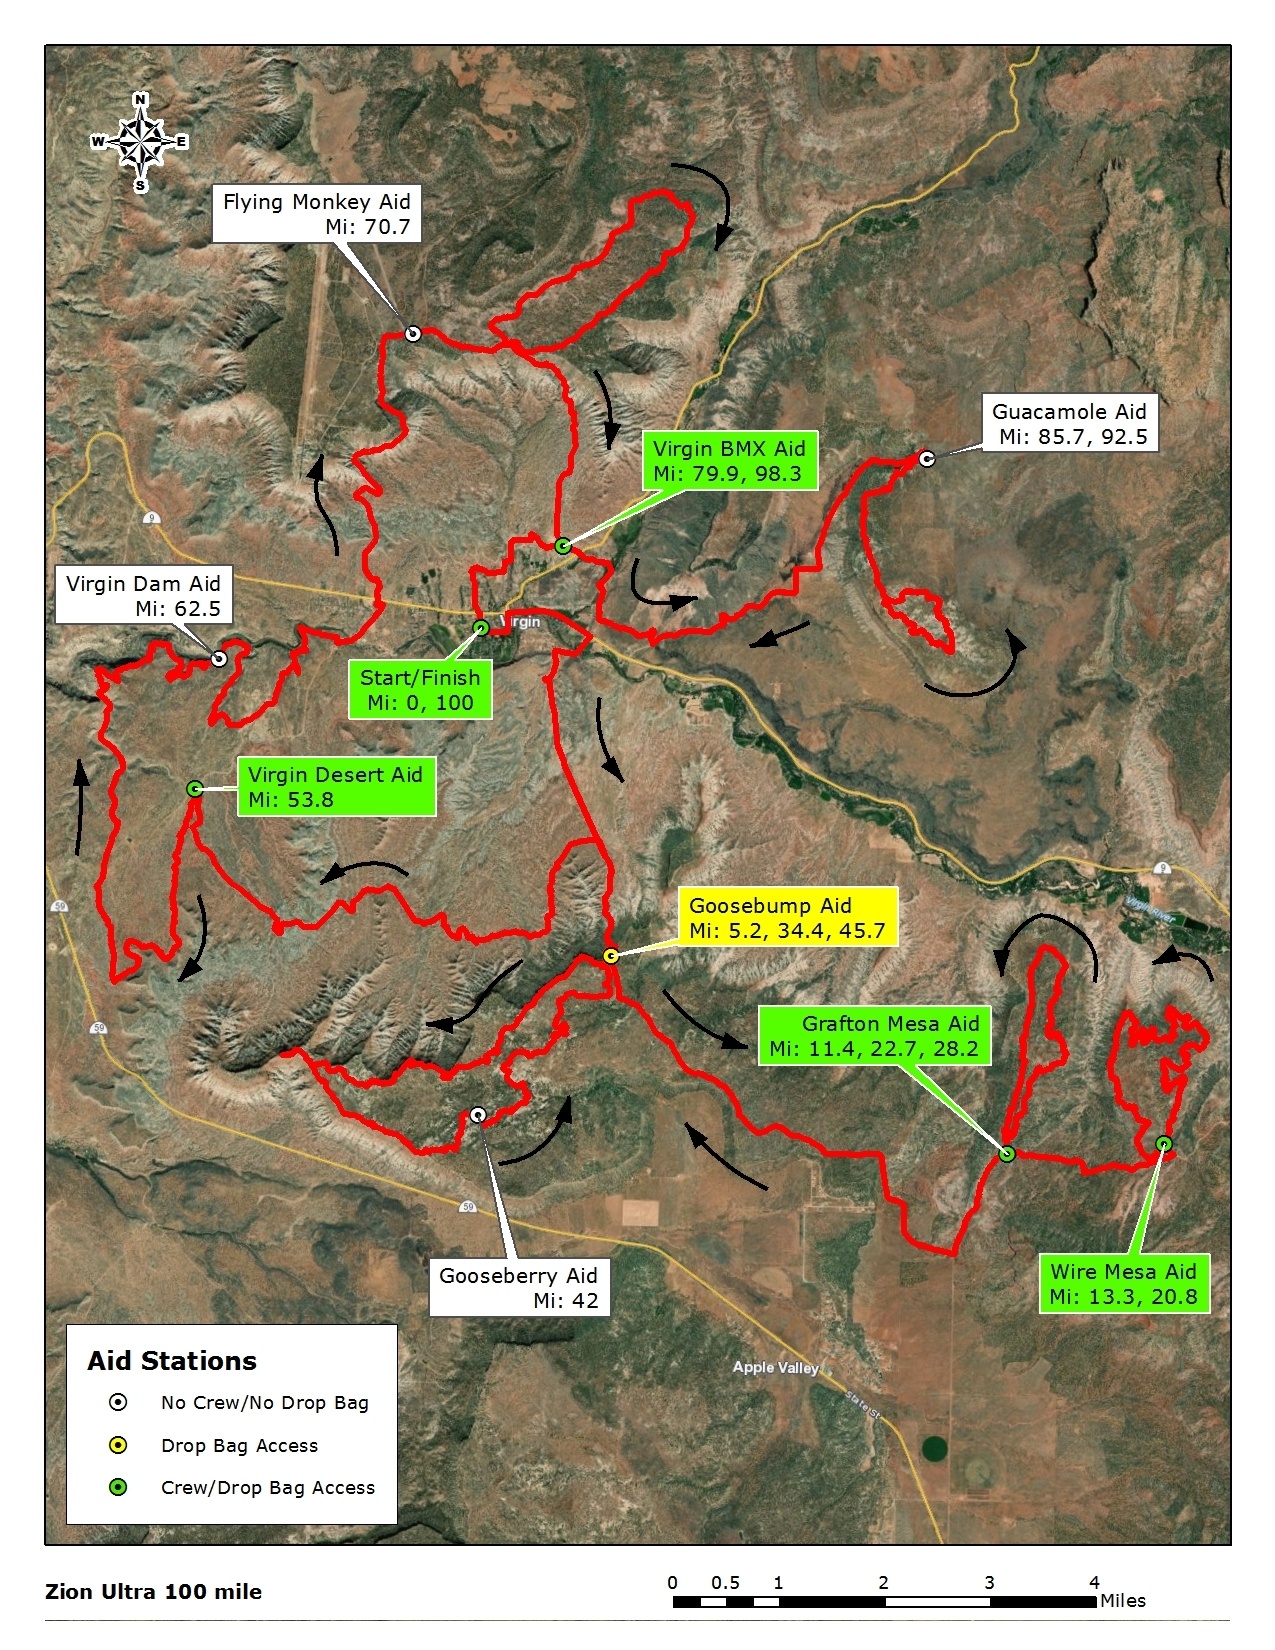 N
W E
S
Flying Monkey Aid
Mi: 70.7
Guacamole Aid
Mi: 85.7, 92.5
Virgin BMX Aid
Mi: 79.9, 98.3
9
Virgin Dam Aid
Mi: 62.5
Virgin
Start/Finish
Mi: 0, 100
Virgin Desert Aid
Mi: 53.8
9
59
Virgin River
Goosebump Aid
Mi: 5.2, 34.4, 45.7
59
Grafton Mesa Aid
Mi: 11.4, 22.7, 28.2
59
Gooseberry Aid
Mi: 42
Wire Mesa Aid
Mi: 13.3, 20.8
Apple Valley
State St
Aid Stations
No Crew/No Drop Bag
Drop Bag Access
Crew/Drop Bag Access
Zion Ultra 100 mile
0 0.5 1 2 3 4
Miles